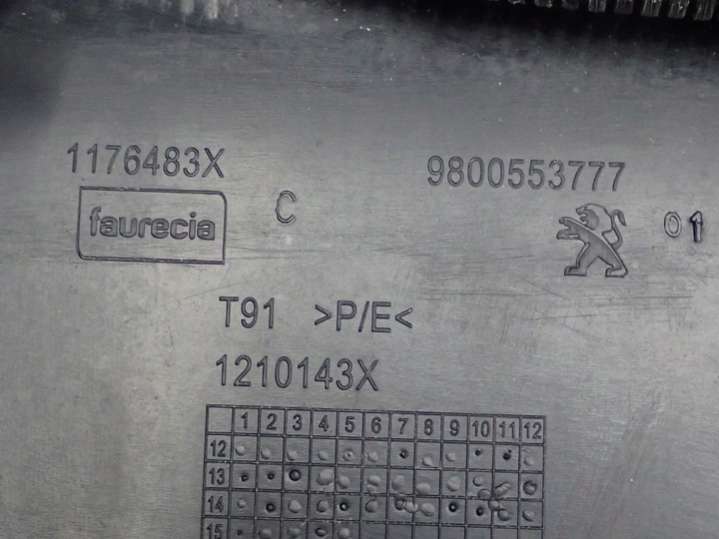 1176483X 9800553777
faurecia C 01
T91 >P/E<
1210143X
1 2 3 4 5 6 7 8 9 10 11 12
12
13
14
15